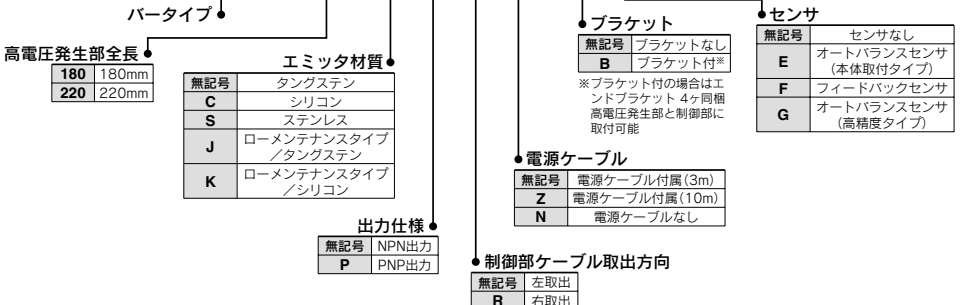 バータイプ
高電圧発生部全長
180 180mm
220 220mm
エミッタ材質
無記号 タングステン
C シリコン
S ステンレス
J ローメンテナンスタイプ
／タングステン
K ローメンテナンスタイプ
／シリコン
出力仕様
無記号 NPN出力
P PNP出力
ブラケット
無記号 ブラケットなし
B ブラケット付※
※ブラケット付の場合はエ
ンドブラケット 4ヶ同梱
高電圧発生部と制御部に
取付可能
センサ
無記号 センサなし
E オートバランスセンサ
(本体取付タイプ)
F フィードバックセンサ
G オートバランスセンサ
(高精度タイプ)
電源ケーブル
無記号 電源ケーブル付属(3m)
Z 電源ケーブル付属(10m)
N 電源ケーブルなし
制御部ケーブル取出方向
無記号 左取出
R 右取出